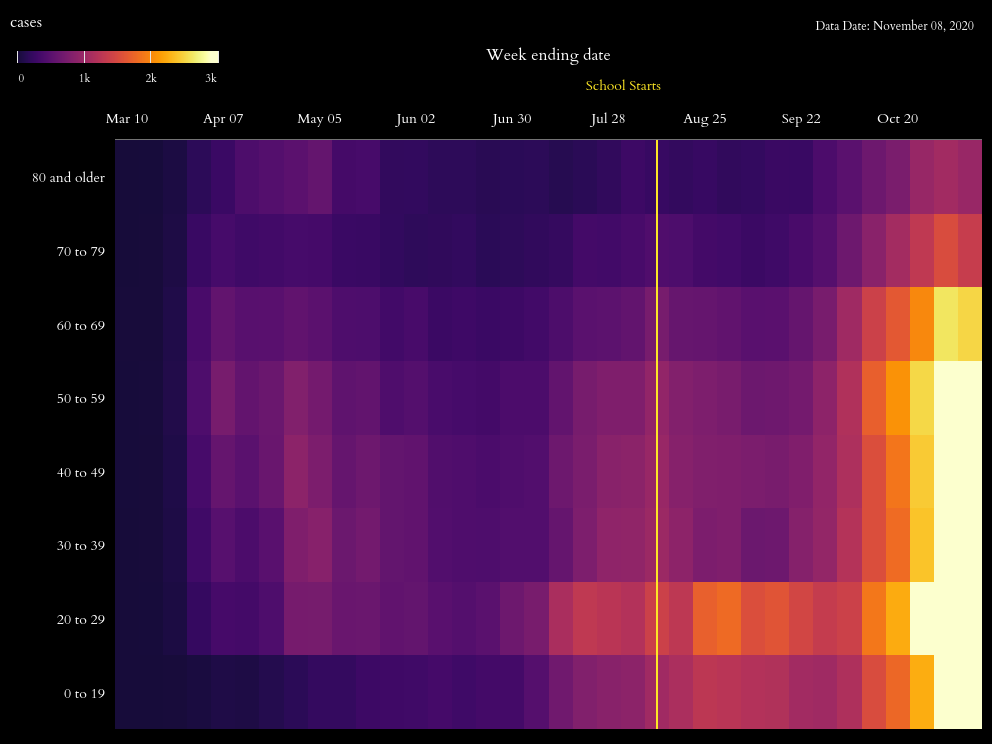 cases
Data Date: November 08, 2020
0 1k 2k 3k
Week ending date
School Starts
Mar 10 Apr 07 May 05 Jun 02 Jun 30 Jul 28 Aug 25 Sep 22 Oct 20
80 and older
70 to 79
60 to 69
50 to 59
40 to 49
30 to 39
20 to 29
0 to 19